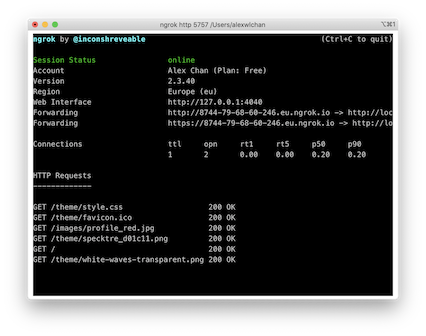 ngrok http 5757 /Users/alexwlchan
⌥⌘1
ngrok by @inconshreveable (Ctrl+C to quit)
Session Status online
Account Alex Chan (Plan: Free)
Version 2.3.40
Region Europe (eu)
Web Interface http://127.0.0.1:4040
Forwarding http://8744-79-68-60-246.eu.ngrok.io -> http://loc
Forwarding https://8744-79-68-60-246.eu.ngrok.io -> http://lo
Connections ttl opn rt1 rt5 p50 p90
1 2 0.00 0.00 0.20 0.20
HTTP Requests
-------------
GET /theme/style.css 200 OK
GET /theme/favicon.ico 200 OK
GET /images/profile_red.jpg 200 OK
GET /theme/specktre_d01c11.png 200 OK
GET / 200 OK
GET /theme/white-waves-transparent.png 200 OK